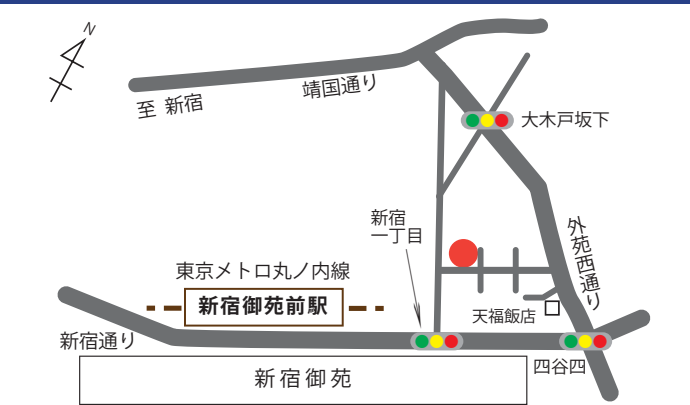 N
靖国通り
至 新宿
大木戸坂下
新宿
一丁目
外苑西通り
東京メトロ丸ノ内線
新宿御苑前駅
天福飯店
新宿通り
四谷四
新宿御苑